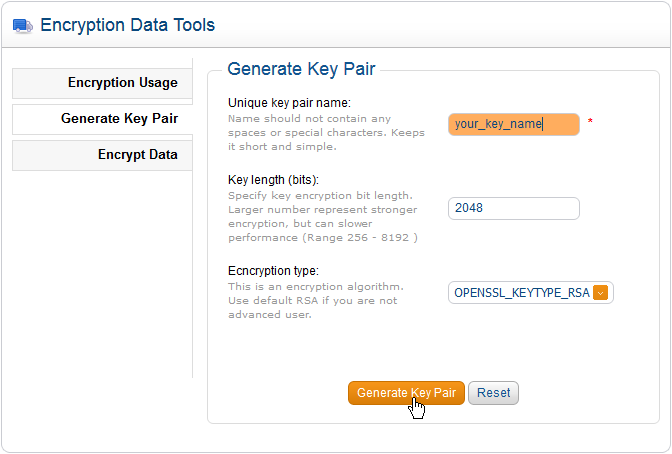 Encryption Data Tools
Encryption Usage
Generate Key Pair
Encrypt Data
Generate Key Pair
Unique key pair name:
Name should not contain any
spaces or special characters. Keeps
it short and simple.
your_key_name
*
Key length (bits):
Specify key encryption bit length.
Larger number represent stronger
encryption, but can slower
performance (Range 256 - 8192 )
2048
Ecncryption type:
This is an encryption algorithm.
Use default RSA if you are not
advanced user.
OPENSSL_KEYTYPE_RSA
Generate Key Pair
Reset